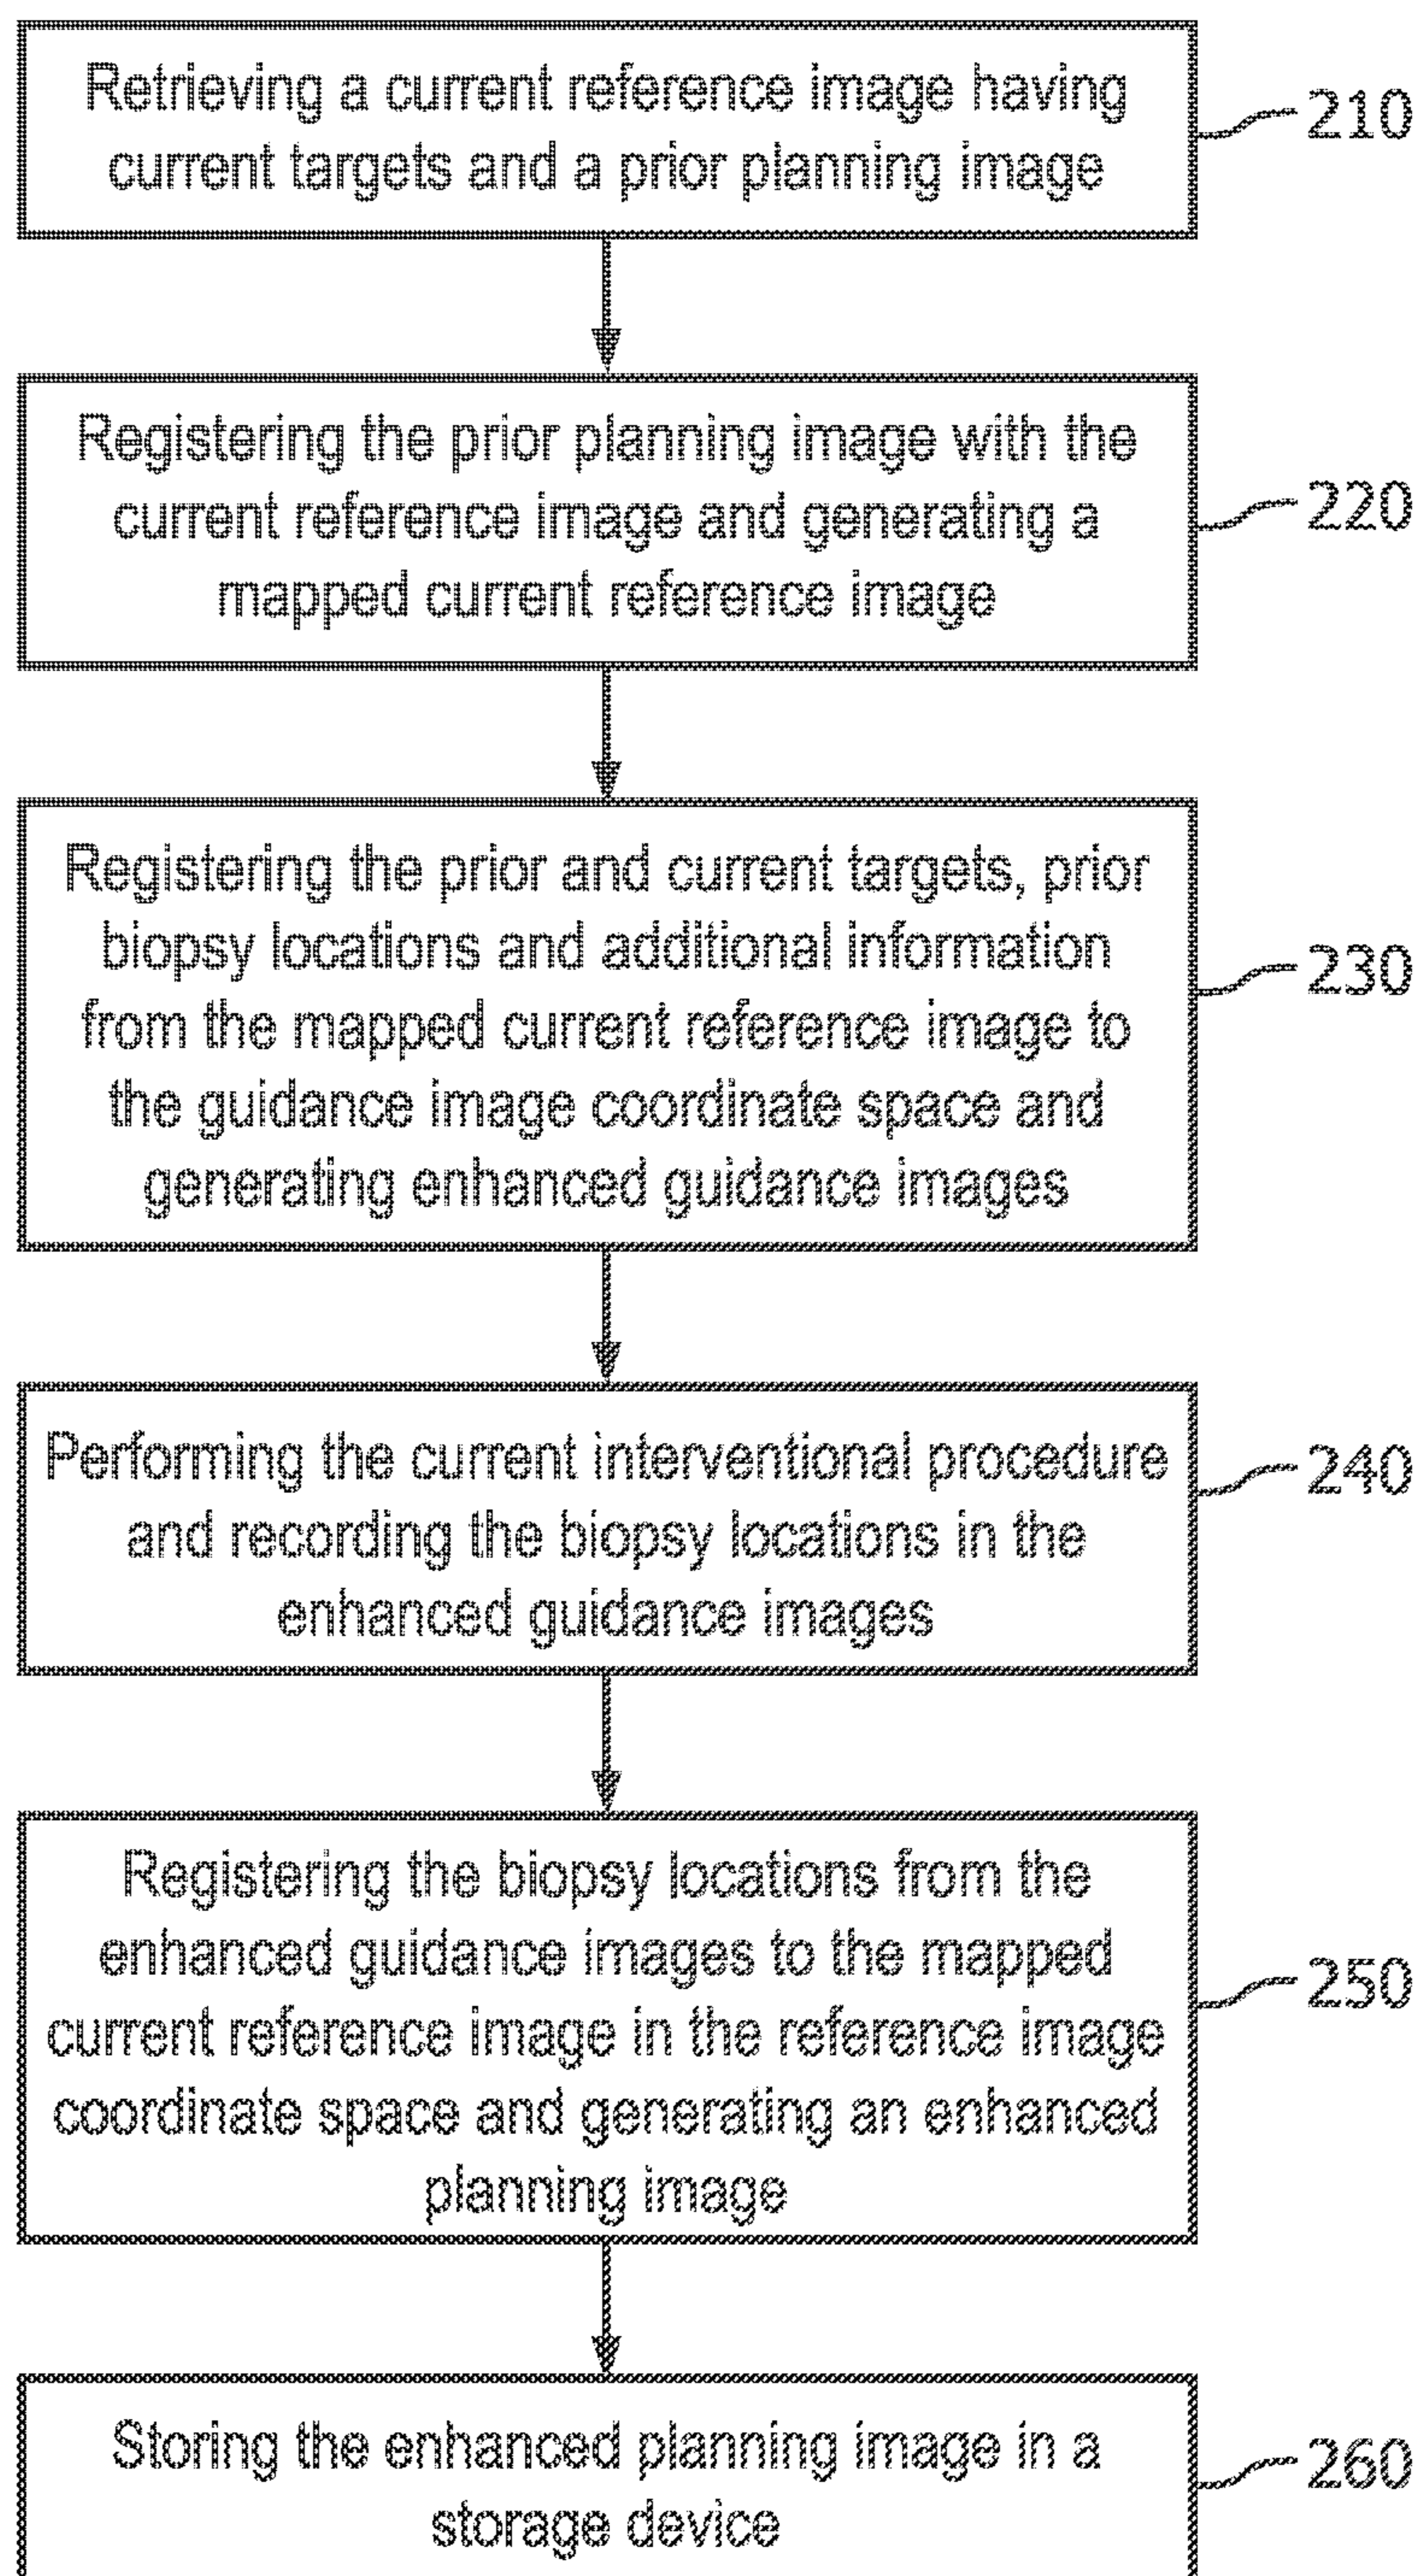 Retrieving a current reference image having
current targets and a prior planning image
210
Registering the prior planning image with the
current reference image and generating a
mapped current reference image
220
Registering the prior and current targets, prior
biopsy locations and additional information
from the mapped current reference image to
the guidance image coordinate space and
generating enhanced guidance images
230
Performing the current interventional procedure
and recording the biopsy locations in the
enhanced guidance images
240
Registering the biopsy locations from the
enhanced guidance images to the mapped
current reference image in the reference image
coordinate space and generating an enhanced
planning image
250
Storing the enhanced planning image in a
storage device
260